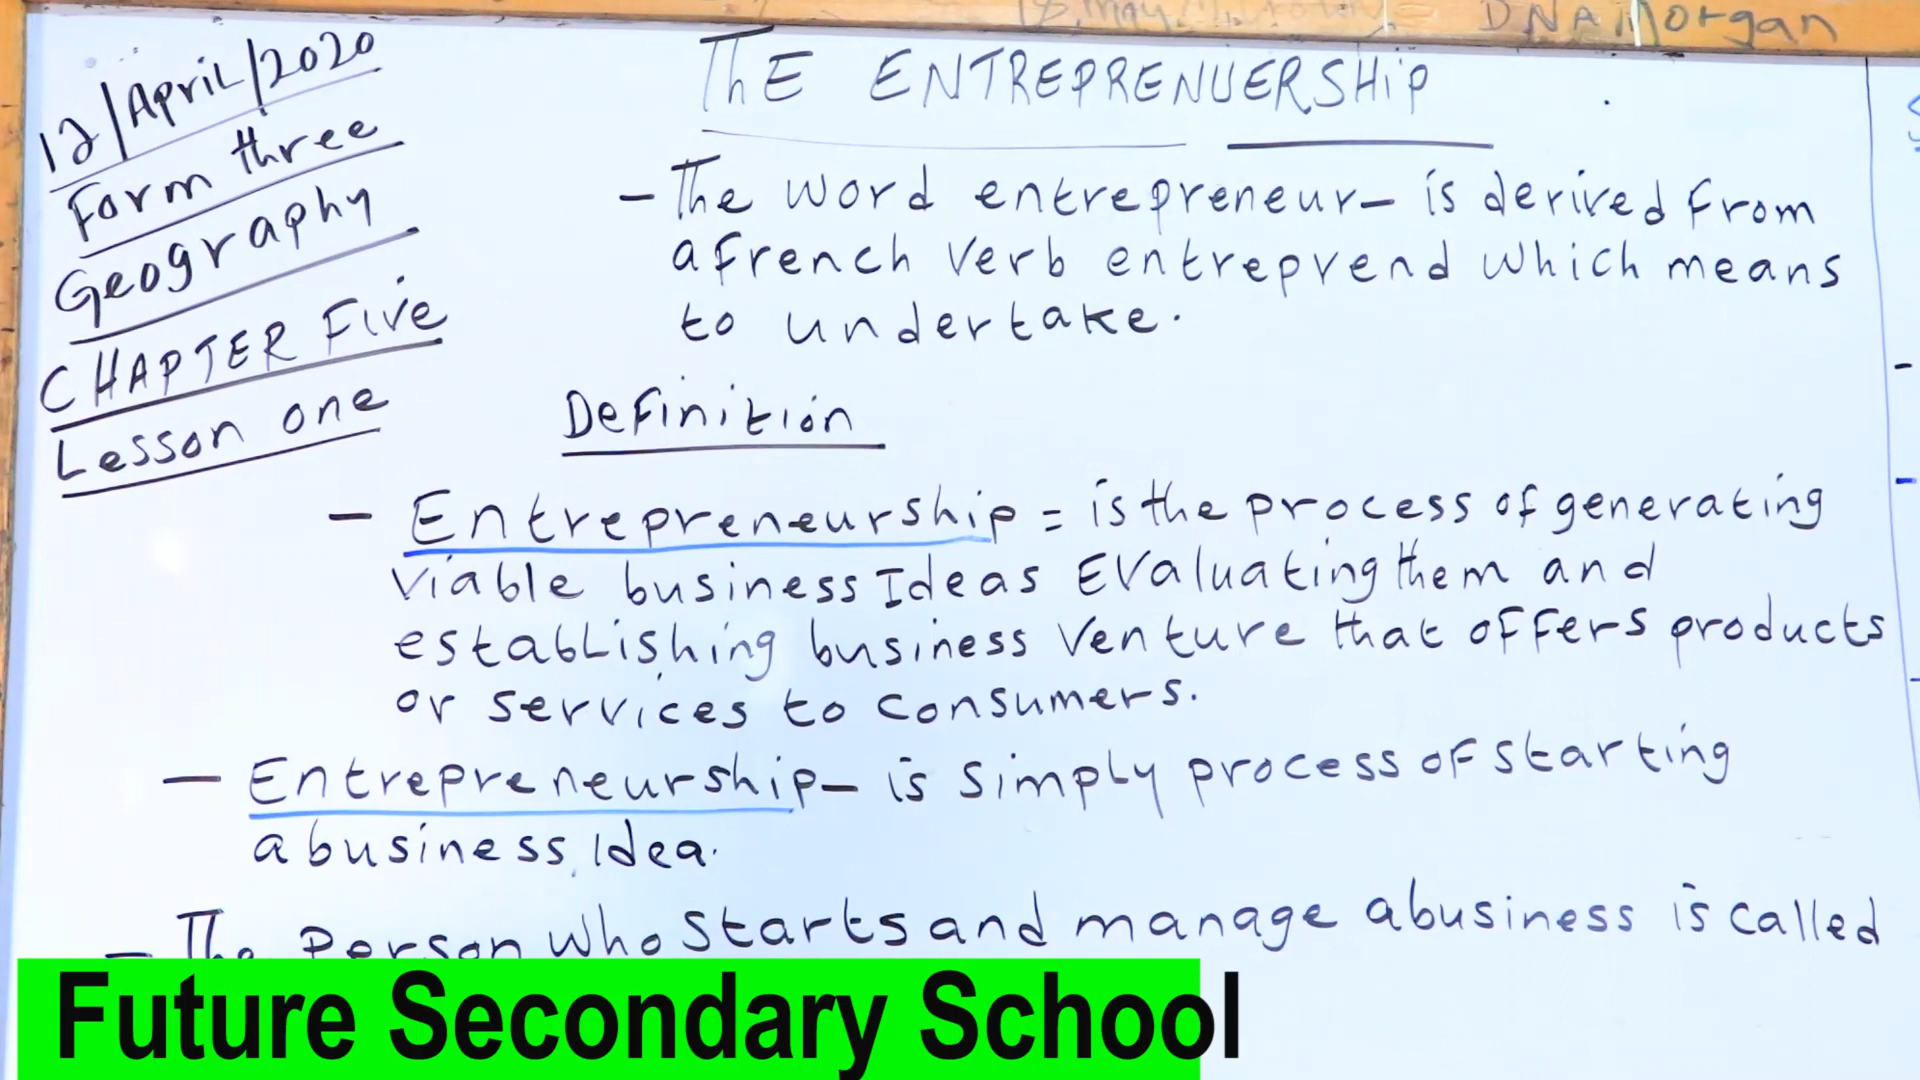 DNA Morgan
12/April/2020
Form three
Geography
CHAPTER Five
Lesson one
ThE ENTREPRENUERSHiP
- The word entrepreneur- is derived from
a french verb entreprend which means
to undertake.
Definition
- Entrepreneurship = is the process of generating
viable business Ideas Evaluating them and
establishing business venture that offers products
or services to consumers.
- Entrepreneurship- is simply process of starting
a business Idea.
- The person who starts and manage a business is called
Future Secondary School